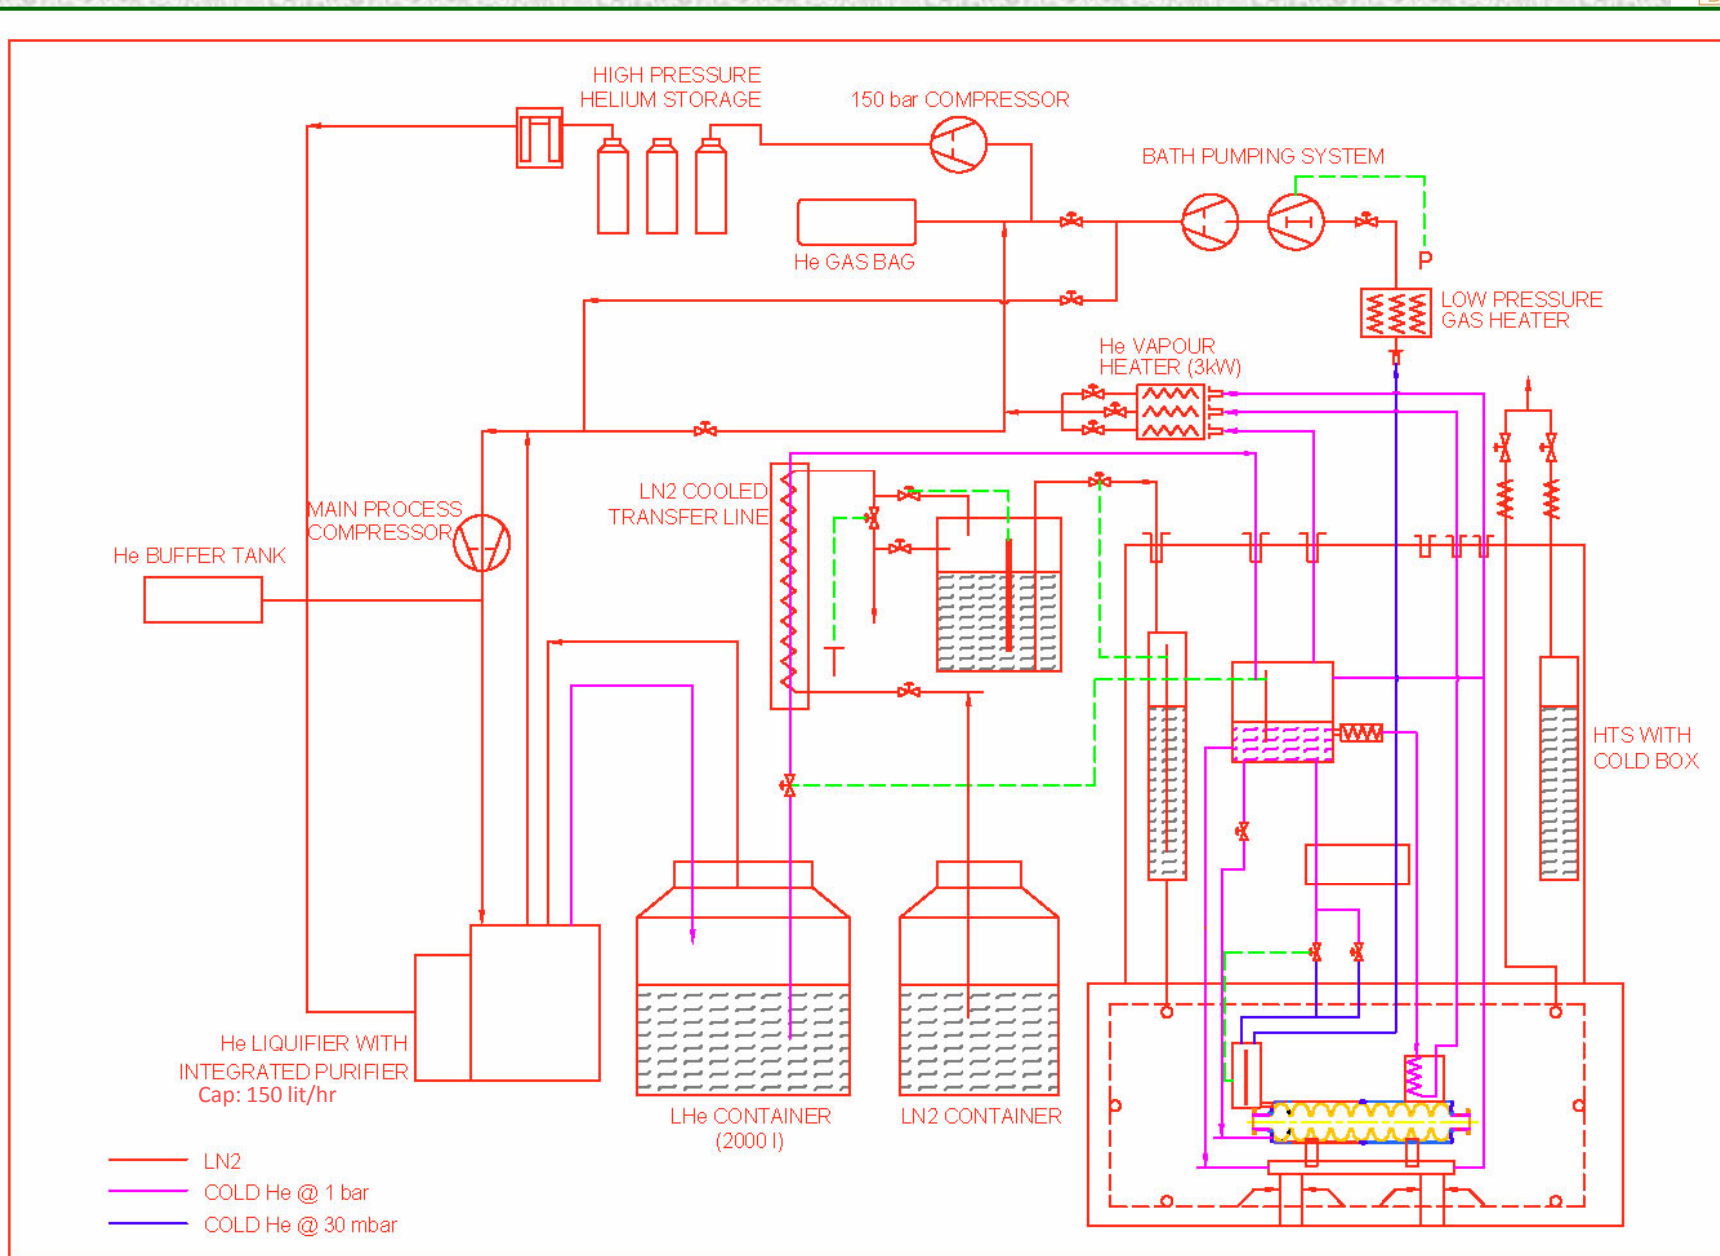 HIGH PRESSURE
HELIUM STORAGE
150 bar COMPRESSOR
BATH PUMPING SYSTEM
He GAS BAG
P
LOW PRESSURE
GAS HEATER
He VAPOUR
HEATER (3kW)
LN2 COOLED
TRANSFER LINE
MAIN PROCESS
COMPRESSOR
He BUFFER TANK
T
HTS WITH
COLD BOX
He LIQUIFIER WITH
INTEGRATED PURIFIER
Cap: 150 lit/hr
LHe CONTAINER
(2000 l)
LN2 CONTAINER
LN2
COLD He @ 1 bar
COLD He @ 30 mbar